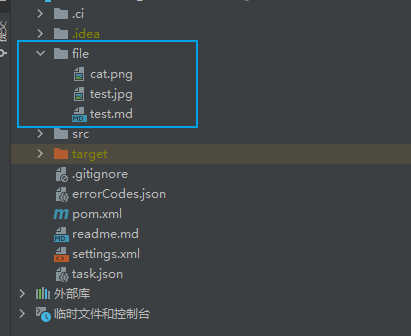 .ci
.idea
file
cat.png
test.jpg
test.md
src
target
.gitignore
errorCodes.json
pom.xml
readme.md
settings.xml
task.json
外部库
临时文件和控制台